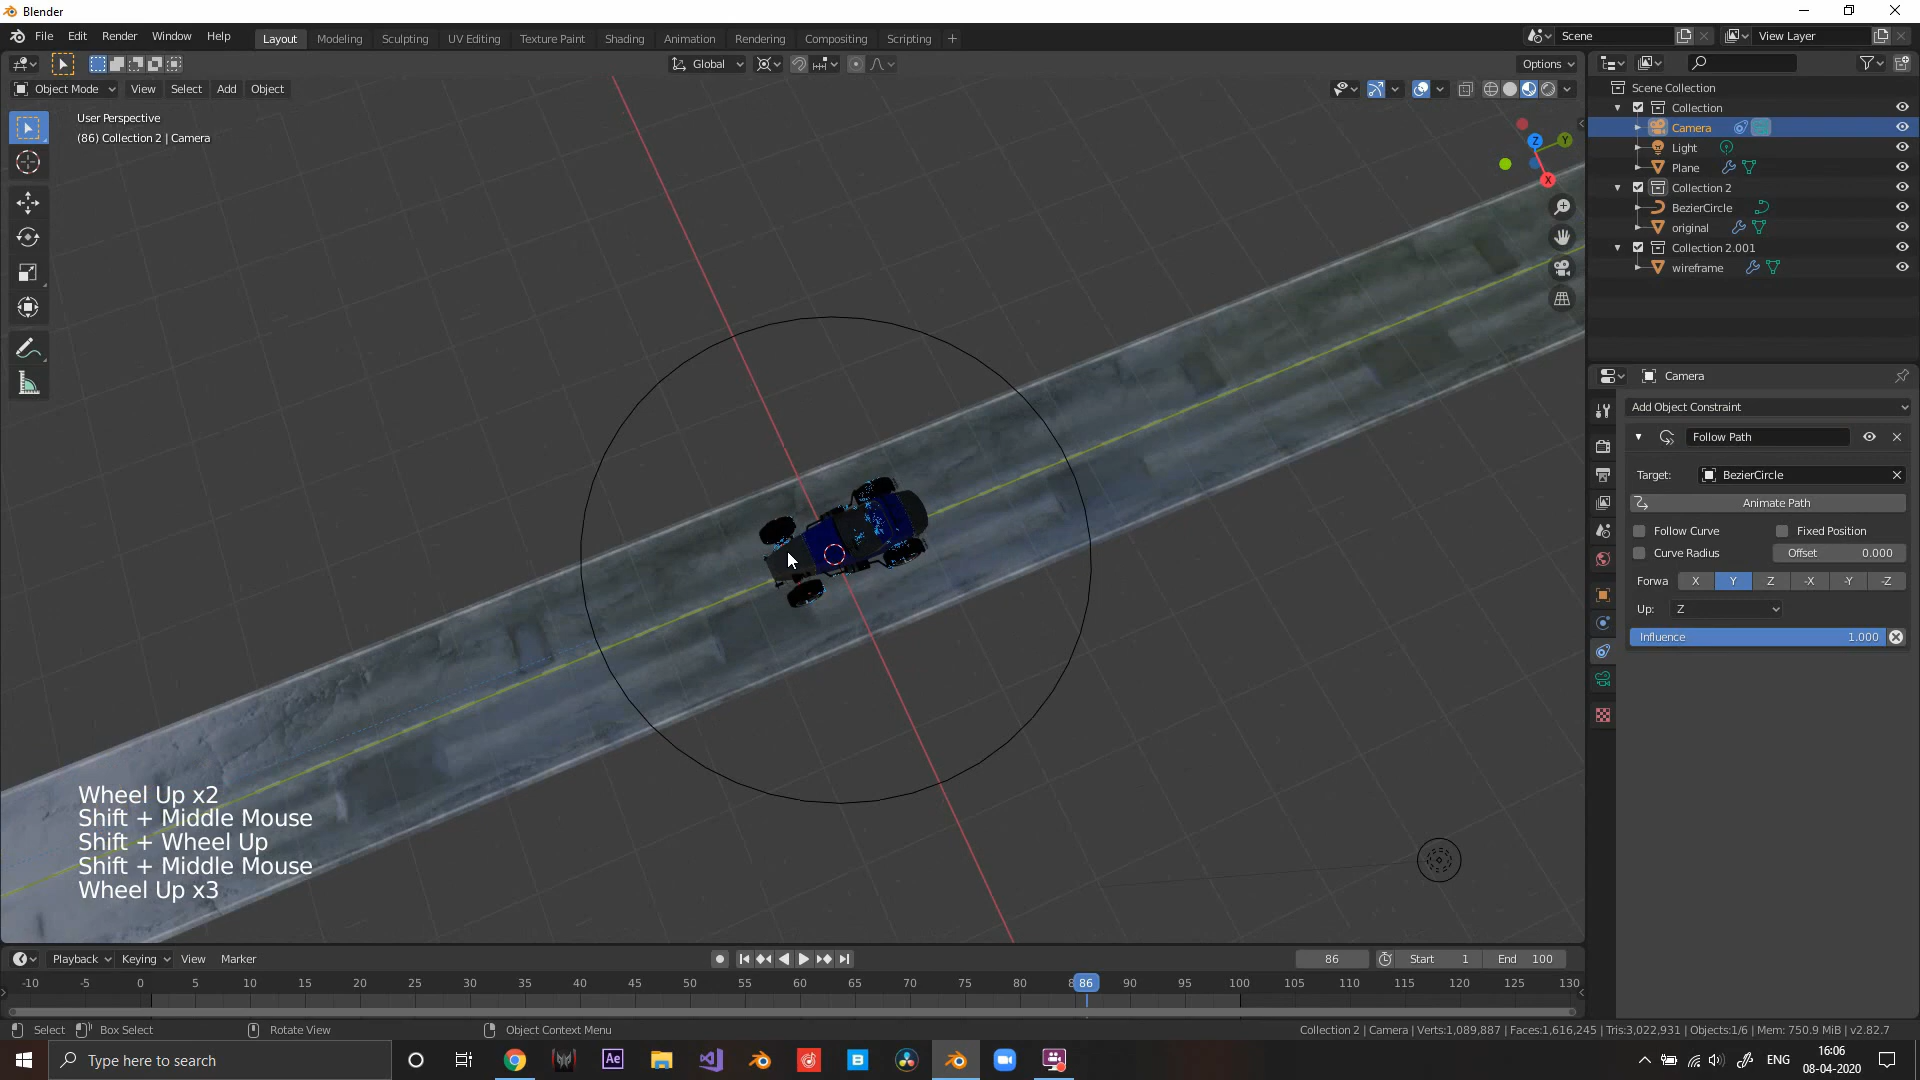 Blender
File Edit Render Window Help Layout Modeling Sculpting UV Editing Texture Paint Shading Animation Rendering Compositing Scripting + Scene View Layer
Global Options
Object Mode View Select Add Object
User Perspective
(86) Collection 2 | Camera
Z Y X
Scene Collection
Collection
Camera
Light
Plane
Collection 2
BezierCircle
original
Collection 2.001
wireframe
Camera
Add Object Constraint
Follow Path
Target: BezierCircle
Animate Path
Follow Curve Fixed Position
Curve Radius Offset 0.000
Forwa X Y Z -X -Y -Z
Up: Z
Influence 1.000
Wheel Up x2
Shift + Middle Mouse
Shift + Wheel Up
Shift + Middle Mouse
Wheel Up x3
Playback Keying View Marker 86 Start 1 End 100
-10 -5 0 5 10 15 20 25 30 35 40 45 50 55 60 65 70 75 80 86 90 95 100 105 110 115 120 125 130
Select Box Select Rotate View Object Context Menu Collection 2 | Camera | Verts:1,089,887 | Faces:1,616,245 | Tris:3,022,931 | Objects:1/6 | Mem: 750.9 MiB | v2.82.7
Type here to search Ae B ENG 16:06
08-04-2020